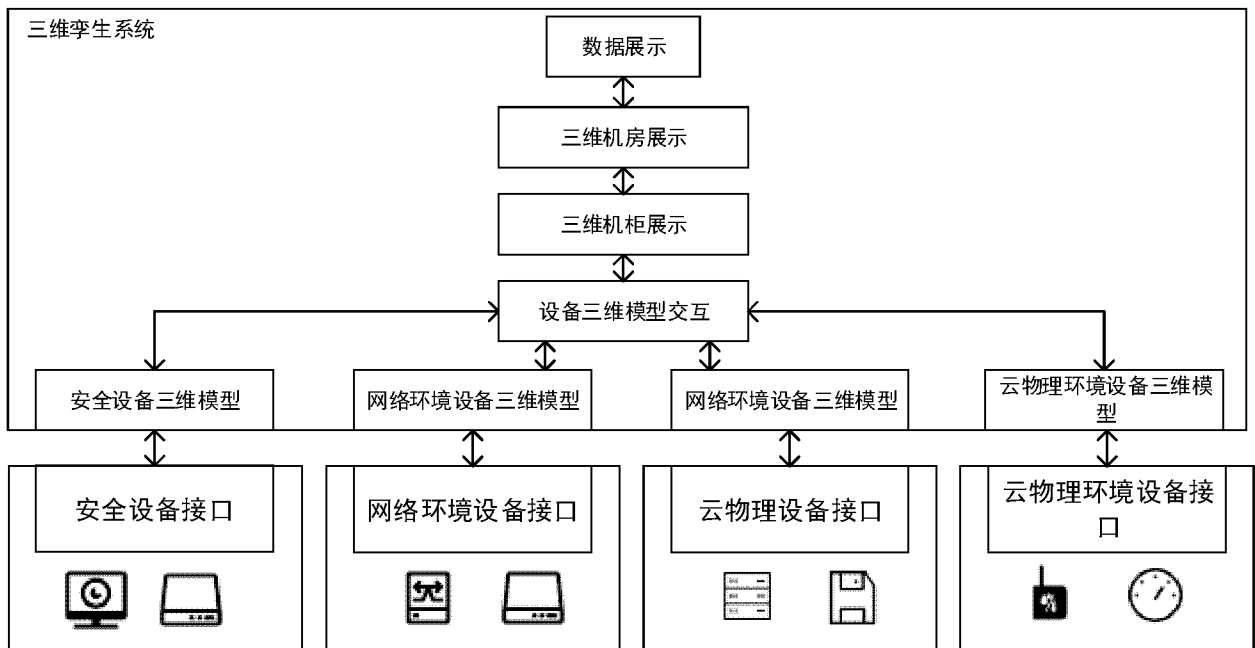 三维孪生系统
数据展示
三维机房展示
三维机柜展示
设备三维模型交互
安全设备三维模型
网络环境设备三维模型
网络环境设备三维模型
云物理环境设备三维模
型
安全设备接口
网络环境设备接口
云物理设备接口
云物理环境设备接
口